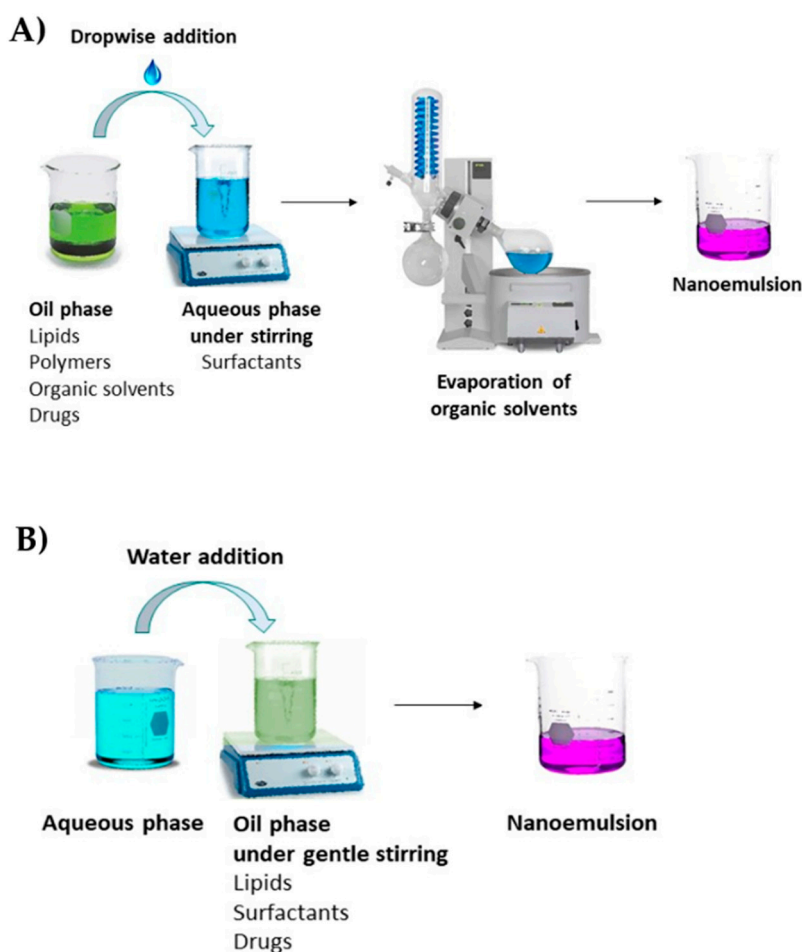 A)
Dropwise addition
Oil phase
Lipids
Polymers
Organic solvents
Drugs
Aqueous phase
under stirring
Surfactants
Evaporation of
organic solvents
Nanoemulsion
B)
Water addition
Aqueous phase
Oil phase
under gentle stirring
Lipids
Surfactants
Drugs
Nanoemulsion